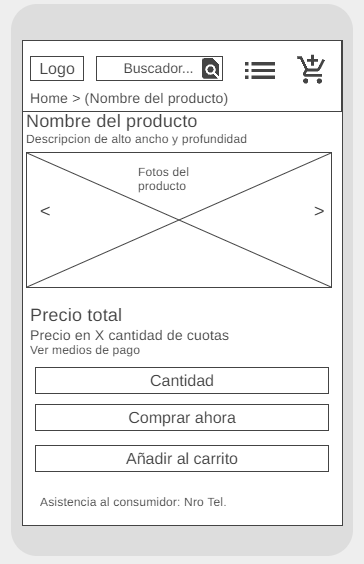 Logo
Buscador...
Home > (Nombre del producto)
Nombre del producto
Descripcion de alto ancho y profundidad
Fotos del
producto
< >
Precio total
Precio en X cantidad de cuotas
Ver medios de pago
Cantidad
Comprar ahora
Añadir al carrito
Asistencia al consumidor: Nro Tel.